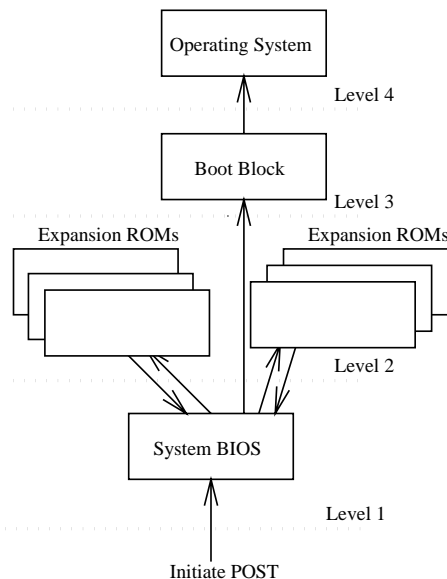 Operating System
Level 4
Boot Block
Level 3
Expansion ROMs
Expansion ROMs
Level 2
System BIOS
Level 1
Initiate POST